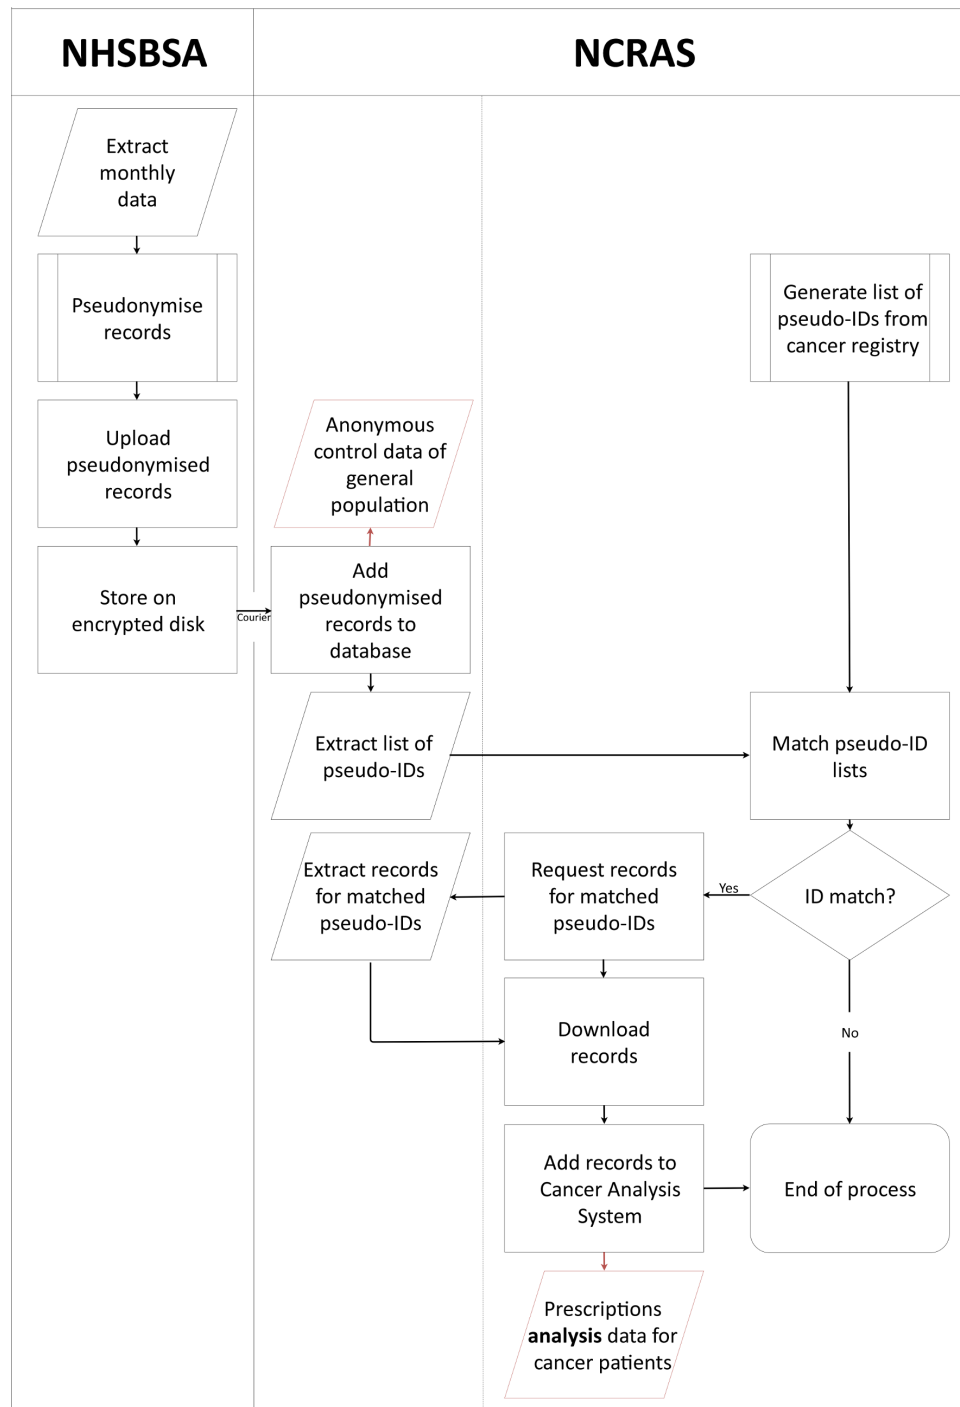 NHSBSA
NCRAS
Extract
monthly
data
Pseudonymise
records
Generate list of
pseudo-IDs from
cancer registry
Upload
pseudonymised
records
Anonymous
control data of
general
population
Store on
encrypted disk
Courier
Add
pseudonymised
records to
database
Extract list of
pseudo-IDs
Match pseudo-ID
lists
Extract records
for matched
pseudo-IDs
Request records
for matched
pseudo-IDs
Yes
ID match?
Download
records
No
Add records to
Cancer Analysis
System
End of process
Prescriptions
analysis data for
cancer patients